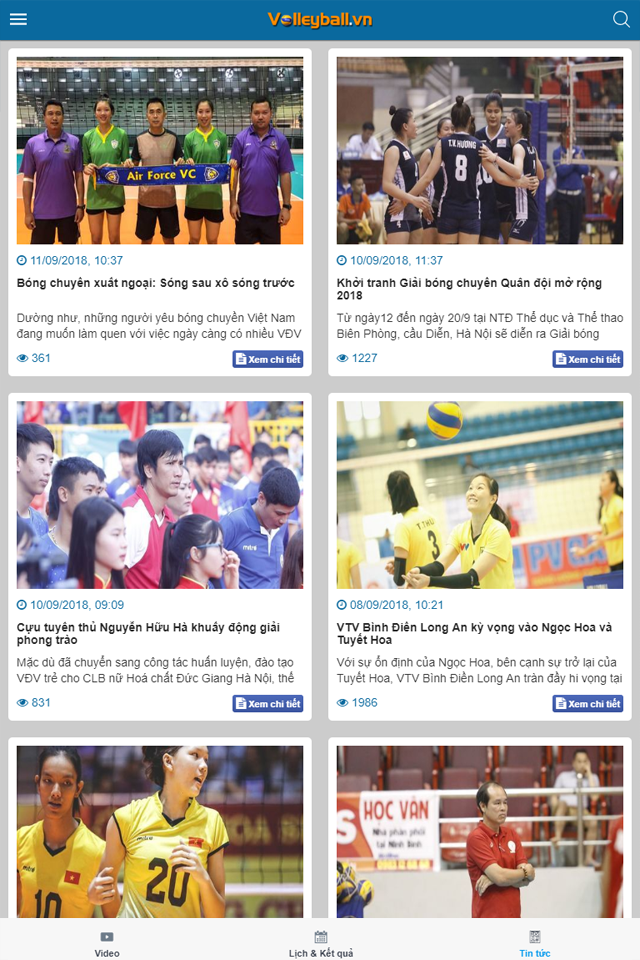 Volleyball.vn
Air Force VC
11/09/2018, 10:37
Bóng chuyền xuất ngoại: Sóng sau xô sóng trước
Dường như, những người yêu bóng chuyền Việt Nam
đang muốn làm quen với việc ngày càng có nhiều VĐV
361
Xem chi tiết
T.K.HƯƠNG
8
10/09/2018, 11:37
Khởi tranh Giải bóng chuyền Quân đội mở rộng
2018
Từ ngày12 đến ngày 20/9 tại NTĐ Thể dục và Thể thao
Biên Phòng, cầu Diễn, Hà Nội sẽ diễn ra Giải bóng
1227
Xem chi tiết
mitre
10/09/2018, 09:09
Cựu tuyển thủ Nguyễn Hữu Hà khuấy động giải
phong trào
Mặc dù đã chuyển sang công tác huấn luyện, đào tạo
VĐV trẻ cho CLB nữ Hoá chất Đức Giang Hà Nội, thế
831
Xem chi tiết
3
08/09/2018, 10:21
VTV Bình Điền Long An kỳ vọng vào Ngọc Hoa và
Tuyết Hoa
Với sự ổn định của Ngọc Hoa, bên cạnh sự trở lại của
Tuyết Hoa, VTV Bình Điền Long An tràn đầy hi vọng tại
1986
Xem chi tiết
10
20
HỌC VÂN
Nhà phân phối
tại Ninh Bình
Video
Lịch & Kết quả
Tin tức